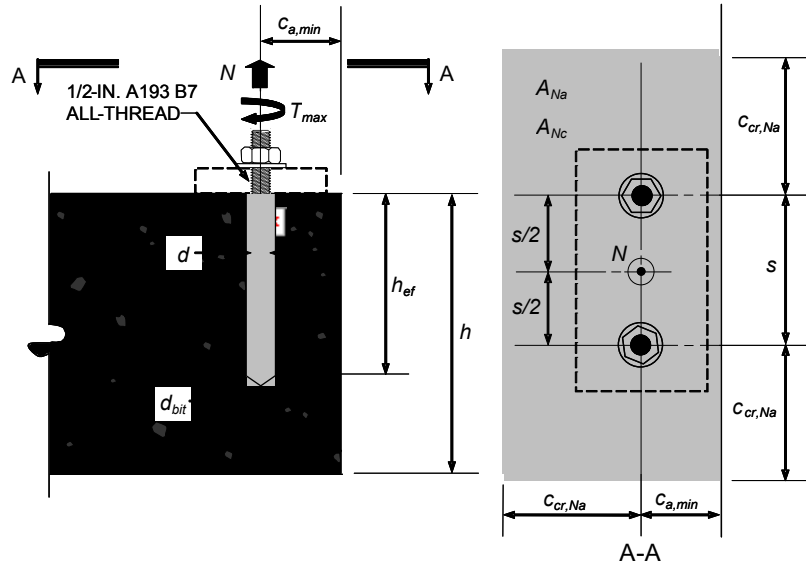 c_a,min
A
N
A
1/2-IN. A193 B7
ALL-THREAD
T_max
d
h_ef
h
d_bit
A_Na
A_Nc
c_cr,Na
s/2
N
s
s/2
c_cr,Na
c_cr,Na
c_a,min
A-A